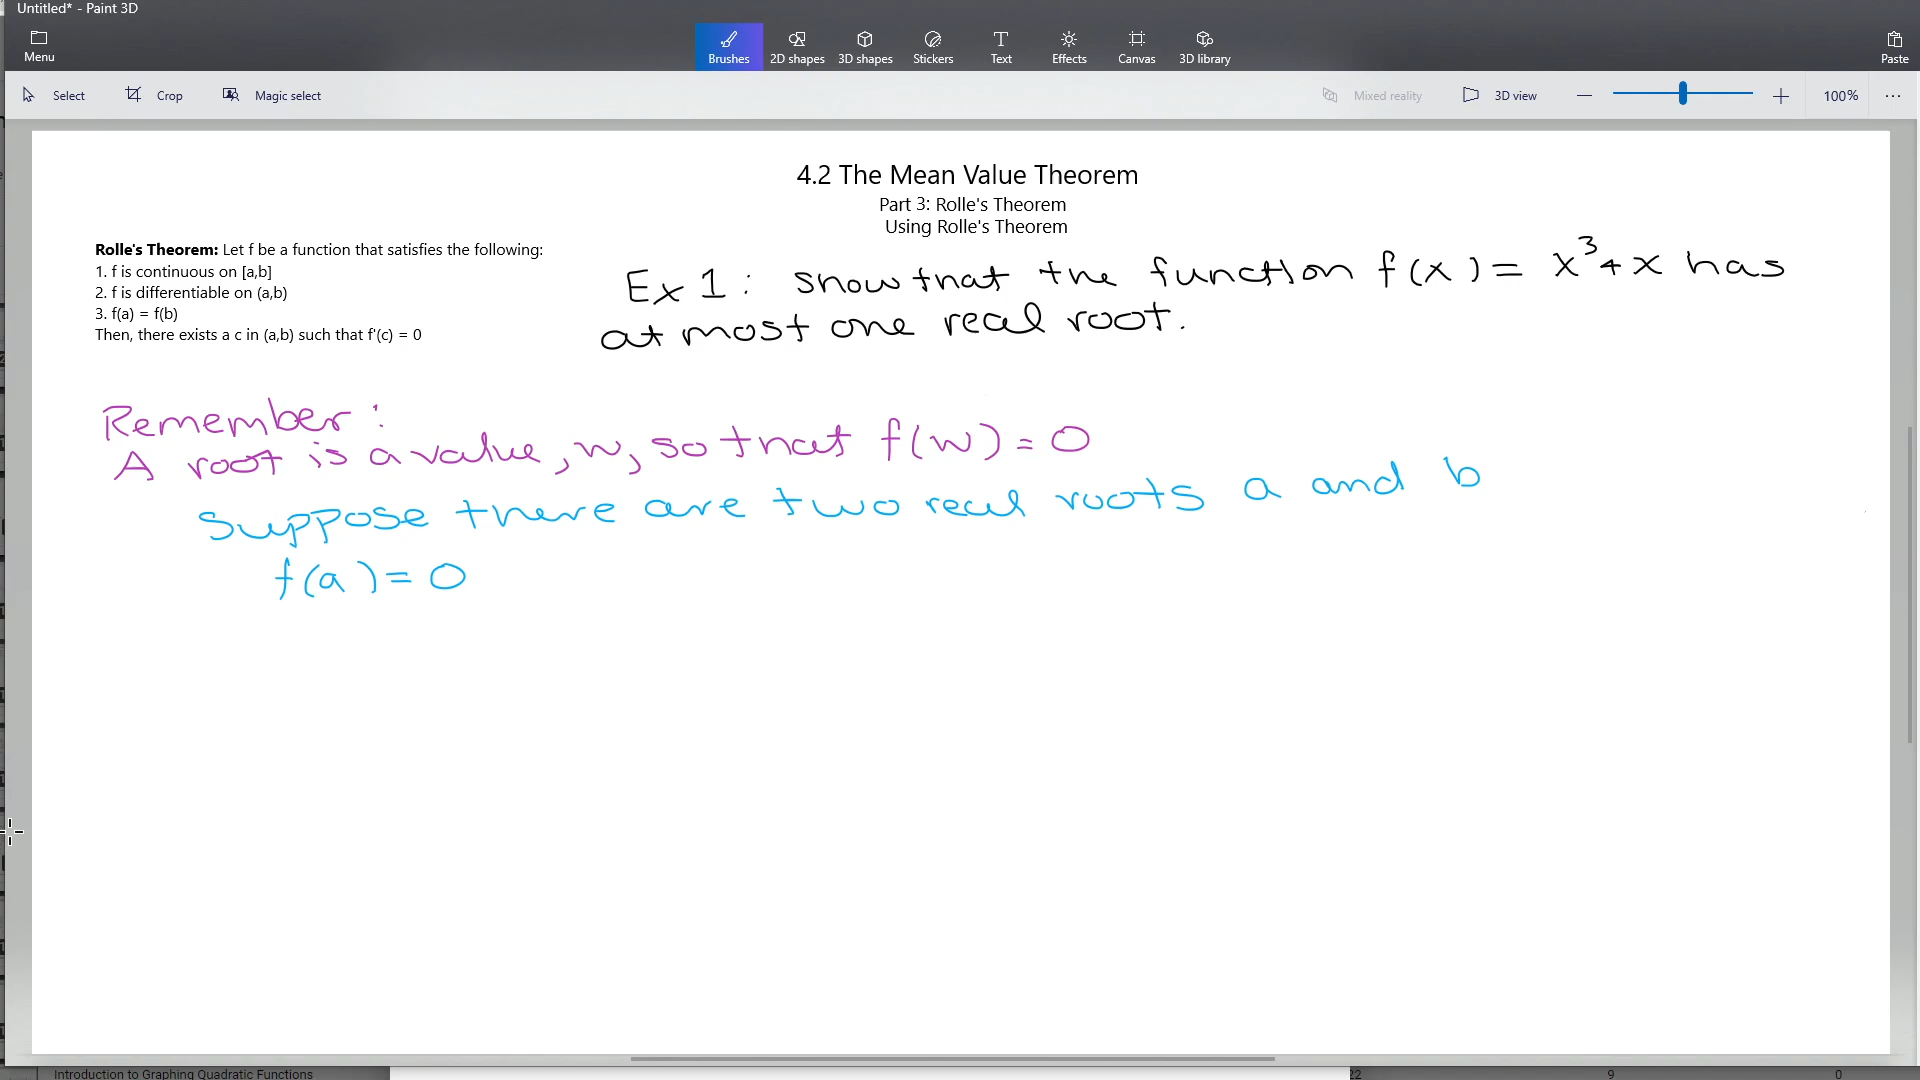 Untitled* - Paint 3D
Menu
Brushes
2D shapes
3D shapes
Stickers
Text
Effects
Canvas
3D library
Paste
Select
Crop
Magic select
Mixed reality
3D view
100%
4.2 The Mean Value Theorem
Part 3: Rolle's Theorem
Using Rolle's Theorem
Rolle's Theorem: Let f be a function that satisfies the following:
1. f is continuous on [a,b]
2. f is differentiable on (a,b)
3. f(a) = f(b)
Then, there exists a c in (a,b) such that f'(c) = 0
Ex 1: Show that the function f(x) = x³+x has
at most one real root.
Remember:
A root is a value, w, so that f(w) = 0
Suppose there are two real roots a and b
f(a) = 0
Introduction to Graphing Quadratic Functions
22
9
0